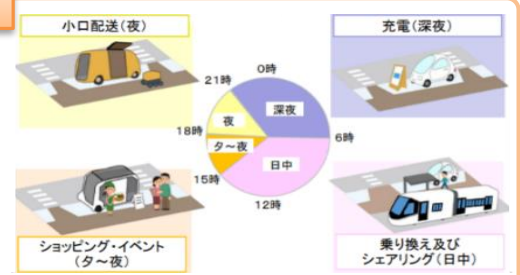 小口配送(夜)
充電(深夜)
0時
21時
深夜
夜
18時
6時
夕～夜
日中
15時
12時
ショッピング・イベント
(夕～夜)
乗り換え及び
シェアリング(日中)